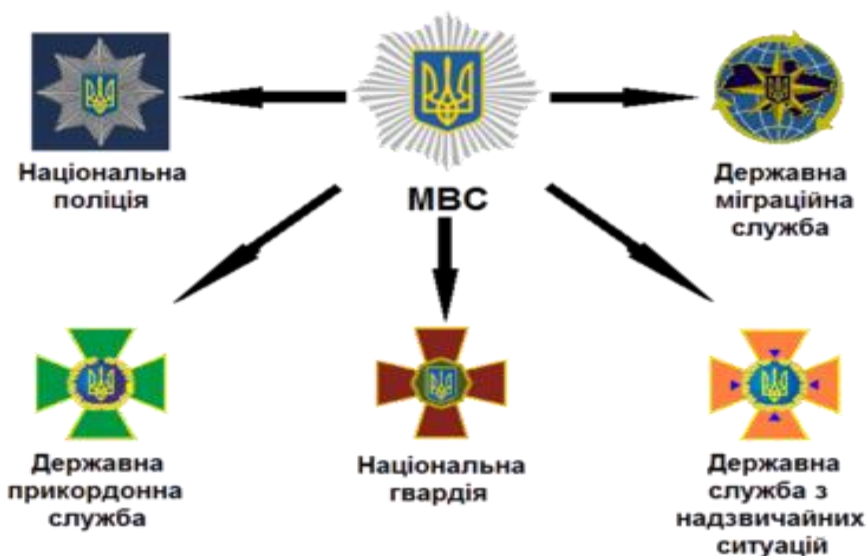 МВС
Національна
поліція
Державна
міграційна
служба
Державна
прикордонна
служба
Національна
гвардія
Державна
служба з
надзвичайних
ситуацій